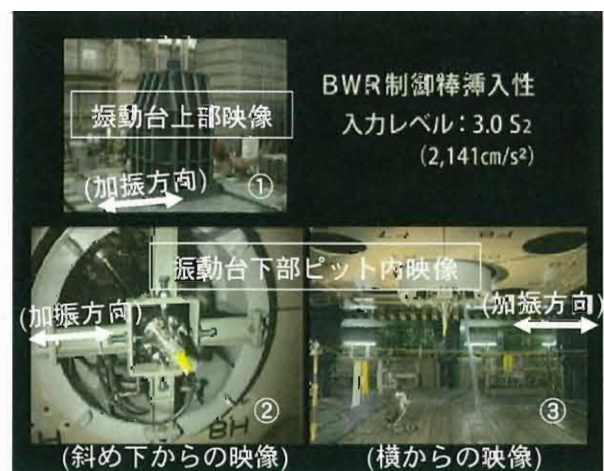 振動台上部映像
(加振方向)
①
BWR制御棒挿入性
入力レベル：3.0 S₂
(2,141cm/s²)
振動台下部ピット内映像
(加振方向)
(加振方向)
②
BH
③
(斜め下からの映像)
(横からの映像)